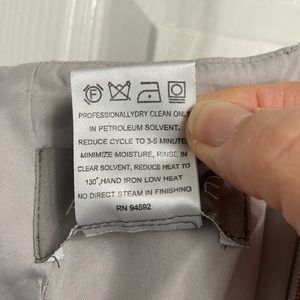 F
PROFESSIONALLYDRY CLEAN ONLY
IN PETROLEUM SOLVENT.
REDUCE CYCLE TO 3-5 MINUTE
MINIMIZE MOISTURE, RINSE IN
CLEAR SOLVENT, REDUCE HEAT TO
130°,HAND IRON LOW HEAT
NO DIRECT STEAM IN FINISHING
RN 94592